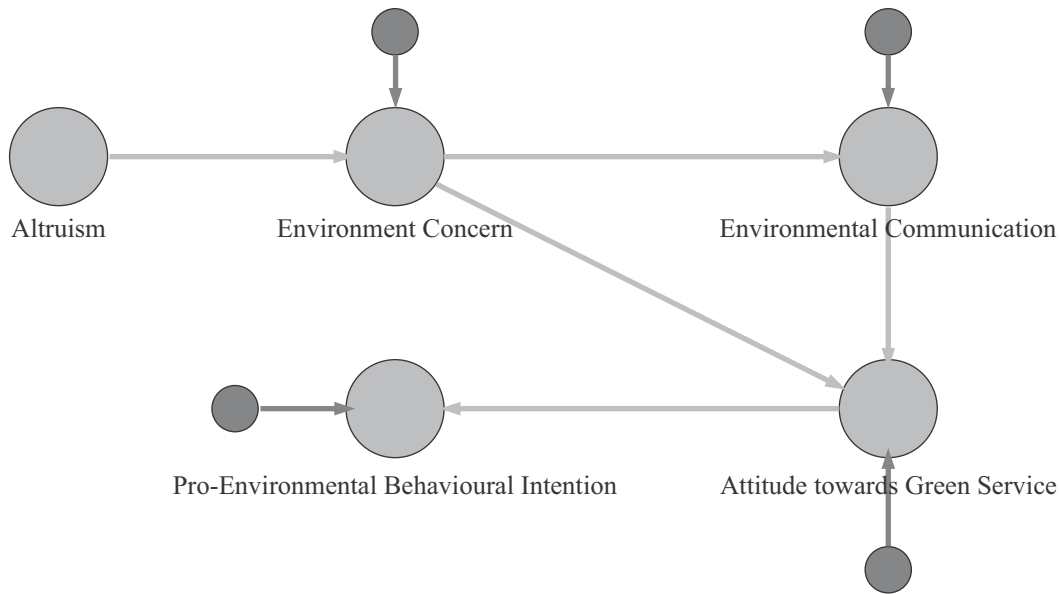 Altruism
Environment Concern
Environmental Communication
Pro-Environmental Behavioural Intention
Attitude towards Green Service